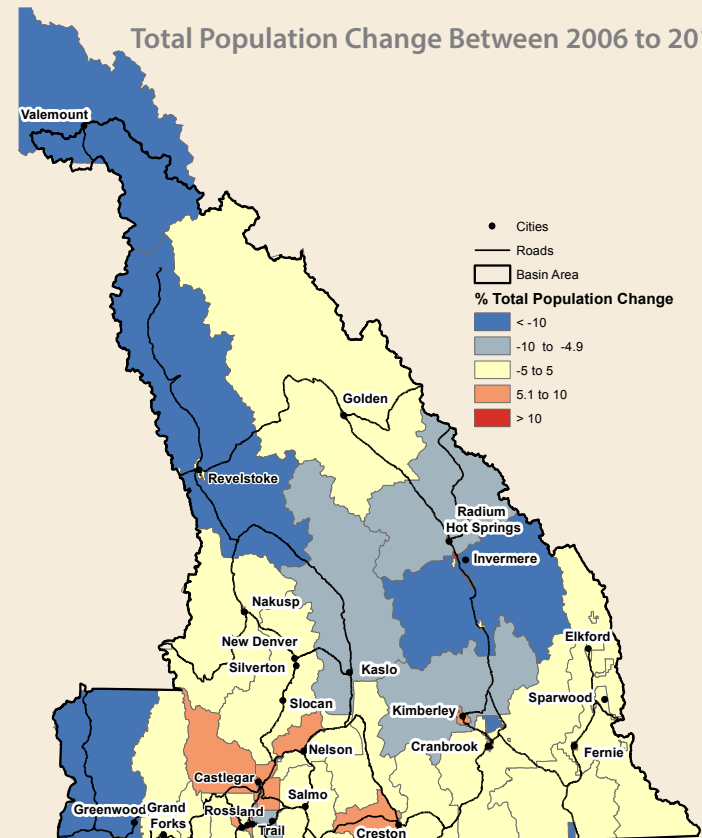 Total Population Change Between 2006 to 20
Valemount
Cities
Roads
Basin Area
% Total Population Change
< -10
-10 to -4.9
-5 to 5
5.1 to 10
> 10
Golden
Revelstoke
Radium
Hot Springs
Invermere
Nakusp
New Denver
Silverton
Elkford
Kaslo
Sparwood
Slocan
Kimberley
Cranbrook
Nelson
Fernie
Castlegar
Salmo
Greenwood
Grand
Forks
Rossland
Trail
Creston